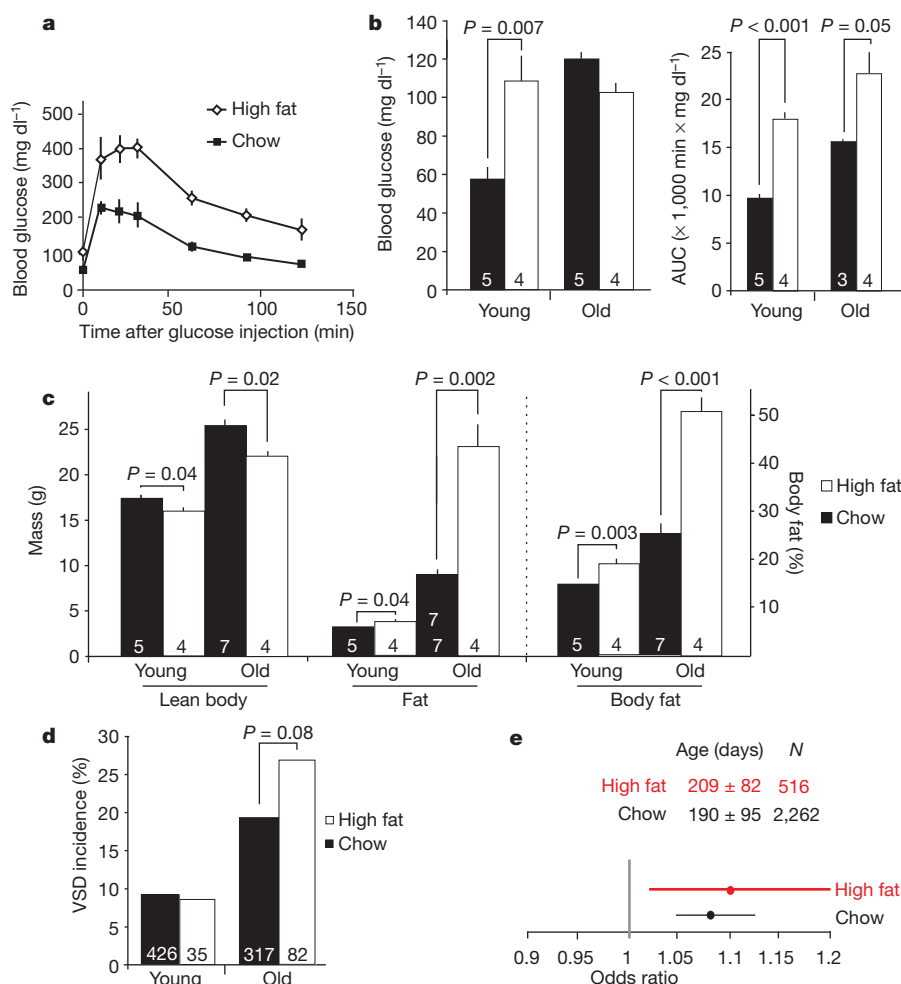 a
Blood glucose (mg dl⁻¹)
500
400
300
200
100
0
High fat
Chow
0 50 100 150
Time after glucose injection (min)
b
P = 0.007
Blood glucose (mg dl⁻¹)
140
120
100
80
60
40
20
0
5 4 5 4
Young Old
P < 0.001
P = 0.05
AUC (× 1,000 min × mg dl⁻¹)
25
20
15
10
5
0
5 4 3 4
Young Old
c
Mass (g)
25
20
15
10
5
0
P = 0.04
P = 0.02
P = 0.04
P = 0.002
P = 0.003
P < 0.001
5 4 7 4
7
5 4 7 4
5 4 7 4
Young Old
Young Old
Young Old
Lean body
Fat
Body fat
50
40
30
20
10
Body fat (%)
High fat
Chow
d
VSD incidence (%)
30
25
20
15
10
5
0
P = 0.08
High fat
Chow
426 35 317 82
Young Old
e
Age (days) N
High fat 209 ± 82 516
Chow 190 ± 95 2,262
High fat
Chow
0.9 0.95 1 1.05 1.1 1.15 1.2
Odds ratio